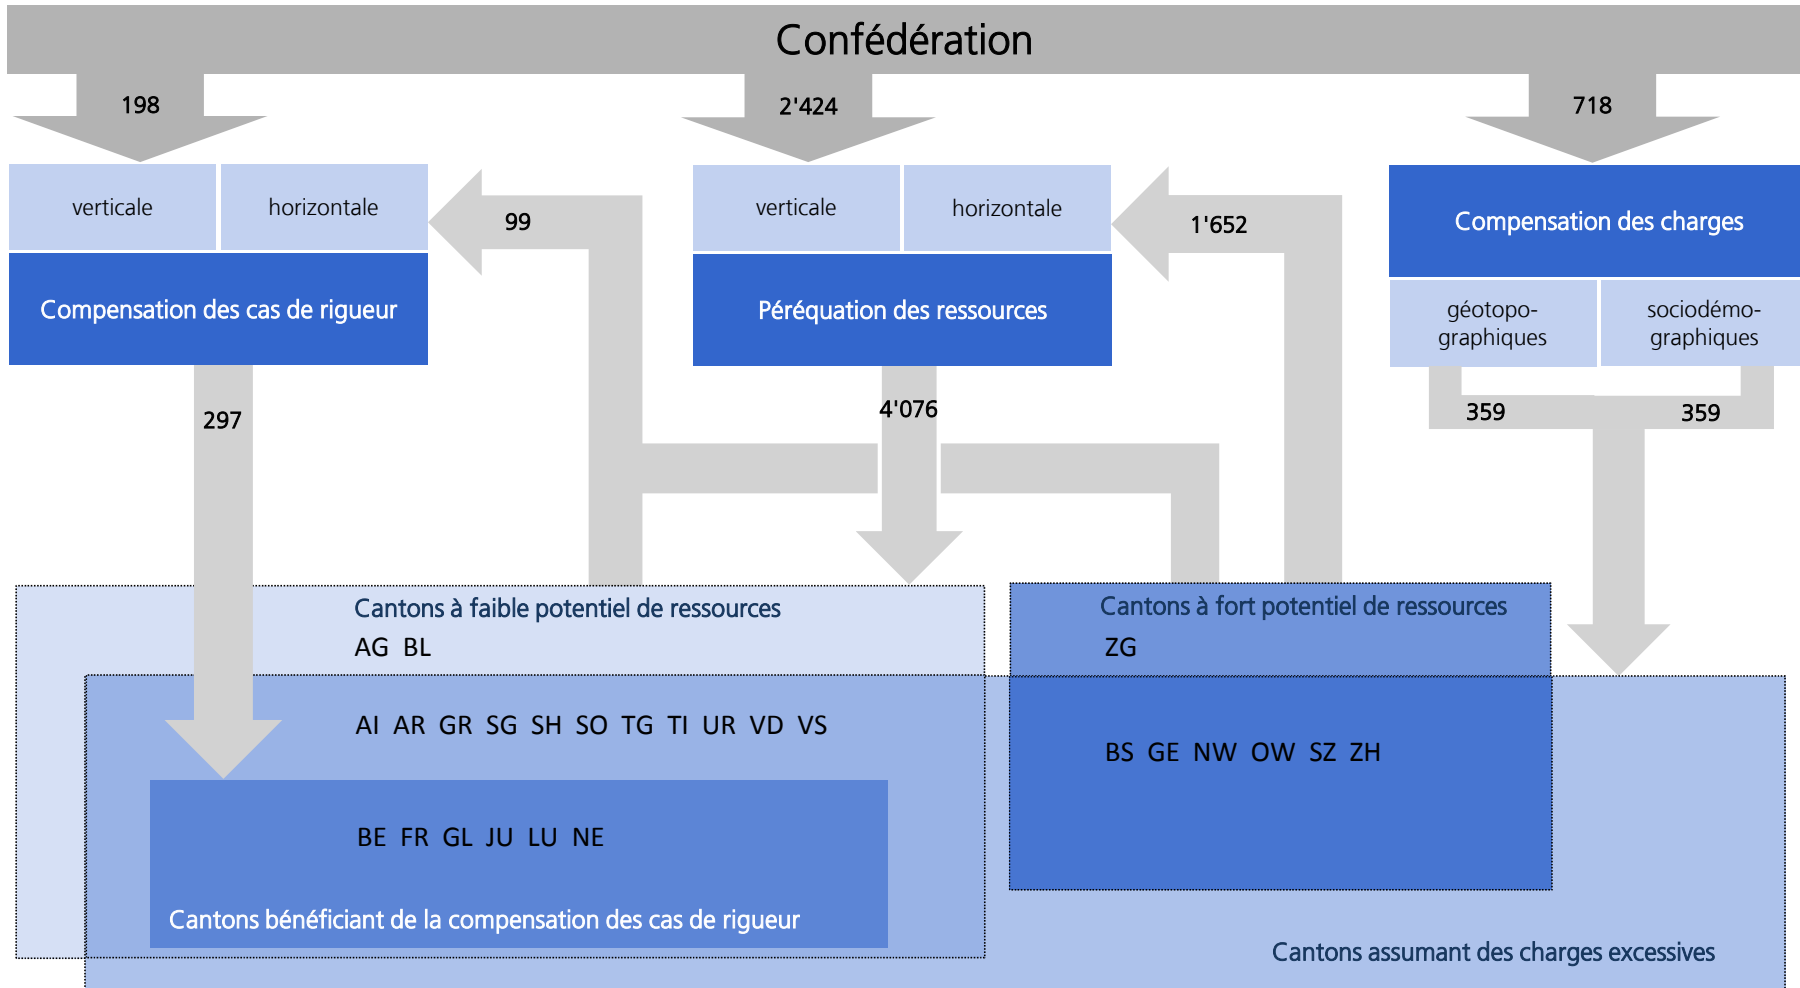 Confédération
198
2'424
718
verticale
horizontale
99
verticale
horizontale
1'652
Compensation des charges
Compensation des cas de rigueur
Péréquation des ressources
géotopo-
graphiques
sociodémo-
graphiques
297
4'076
359
359
Cantons à faible potentiel de ressources
AG BL
Cantons à fort potentiel de ressources
ZG
AI AR GR SG SH SO TG TI UR VD VS
BS GE NW OW SZ ZH
BE FR GL JU LU NE
Cantons bénéficiant de la compensation des cas de rigueur
Cantons assumant des charges excessives